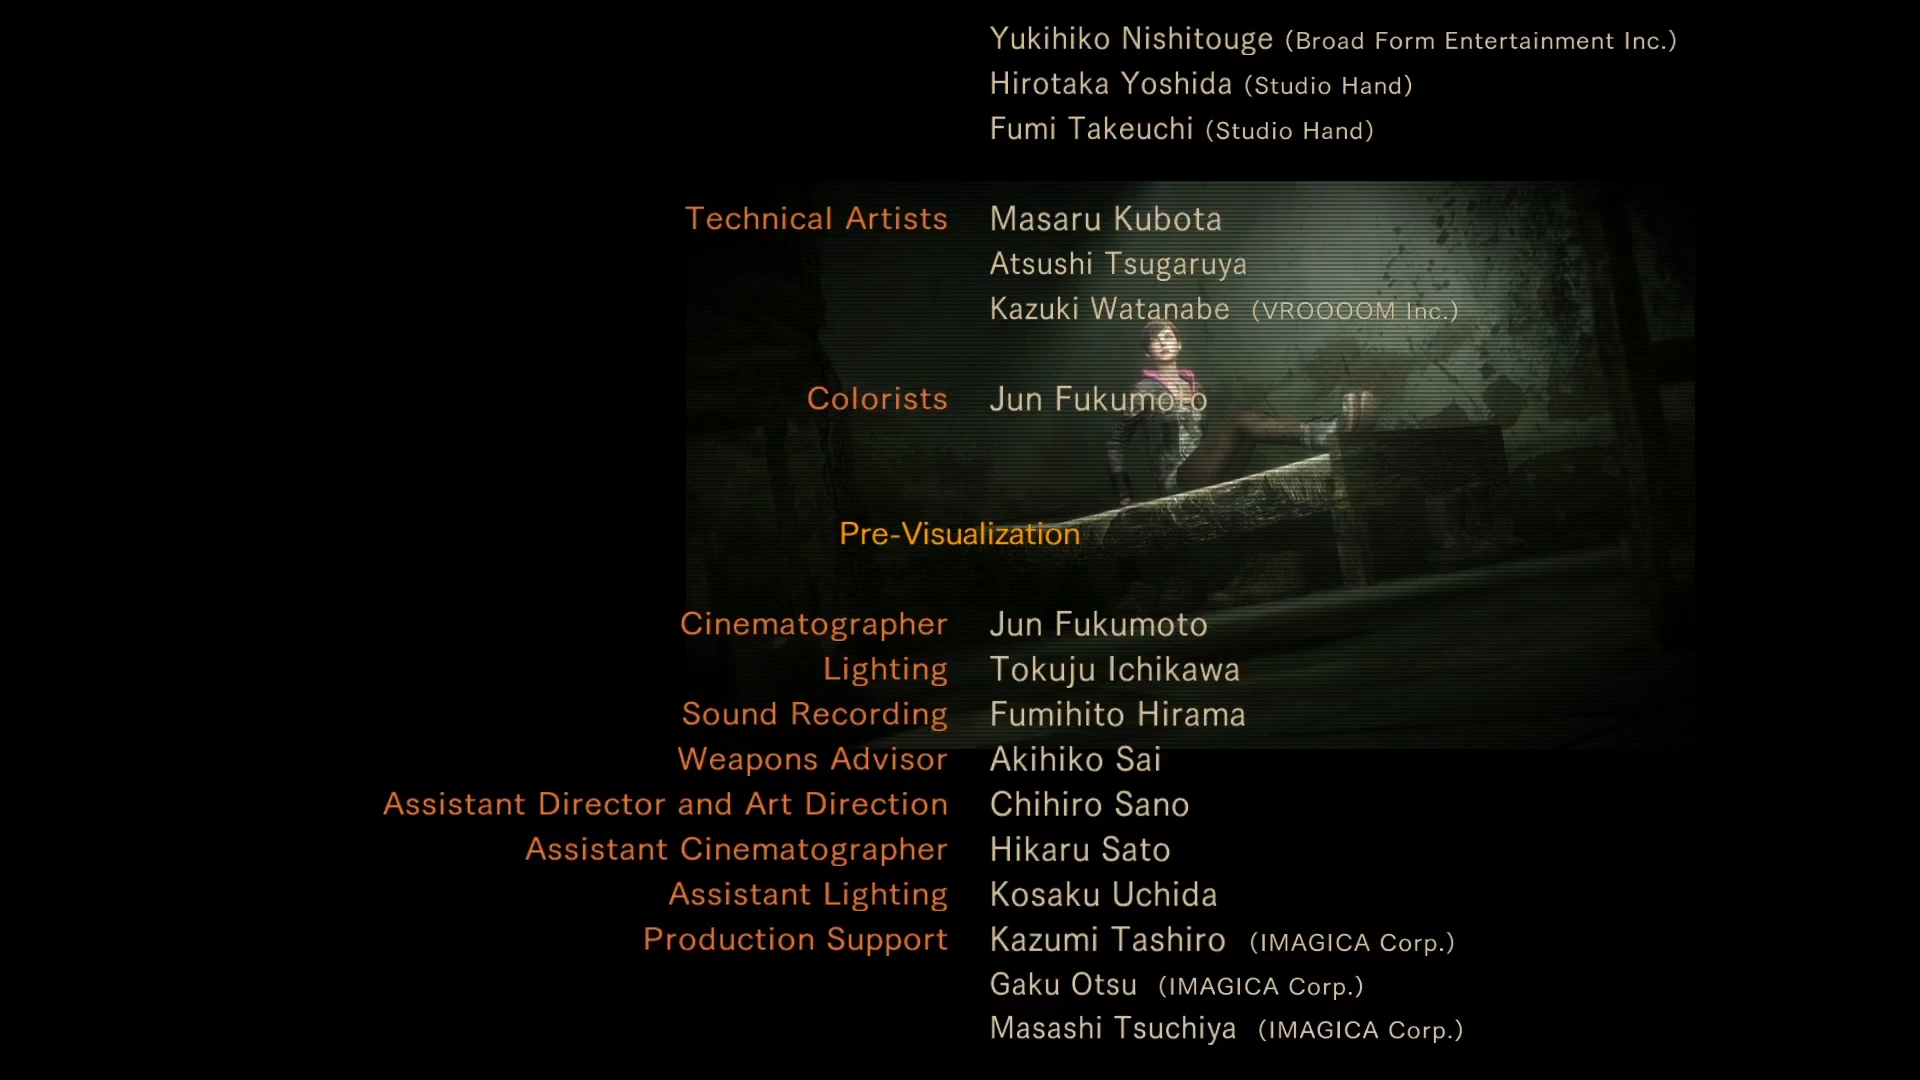 Yukihiko Nishitouge (Broad Form Entertainment Inc.)
Hirotaka Yoshida (Studio Hand)
Fumi Takeuchi (Studio Hand)
Technical Artists Masaru Kubota
Atsushi Tsugaruya
Kazuki Watanabe (VROOOOM Inc.)
Colorists Jun Fukumoto
Pre-Visualization
Cinematographer Jun Fukumoto
Lighting Tokuju Ichikawa
Sound Recording Fumihito Hirama
Weapons Advisor Akihiko Sai
Assistant Director and Art Direction Chihiro Sano
Assistant Cinematographer Hikaru Sato
Assistant Lighting Kosaku Uchida
Production Support Kazumi Tashiro (IMAGICA Corp.)
Gaku Otsu (IMAGICA Corp.)
Masashi Tsuchiya (IMAGICA Corp.)